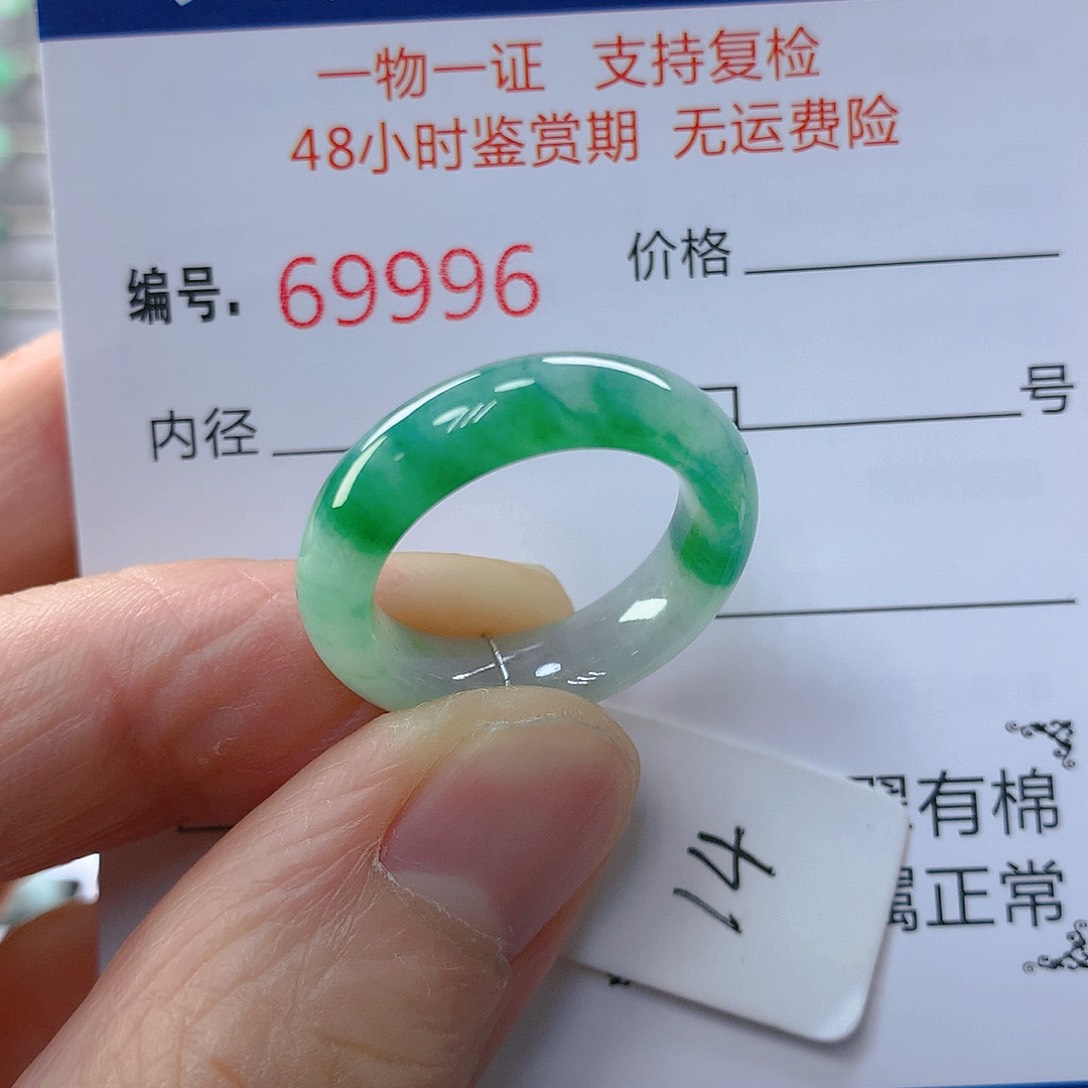 一物一证 支持复检
48小时鉴赏期 无运费险
编号. 69996
价格
内径
号
有棉
正常
14